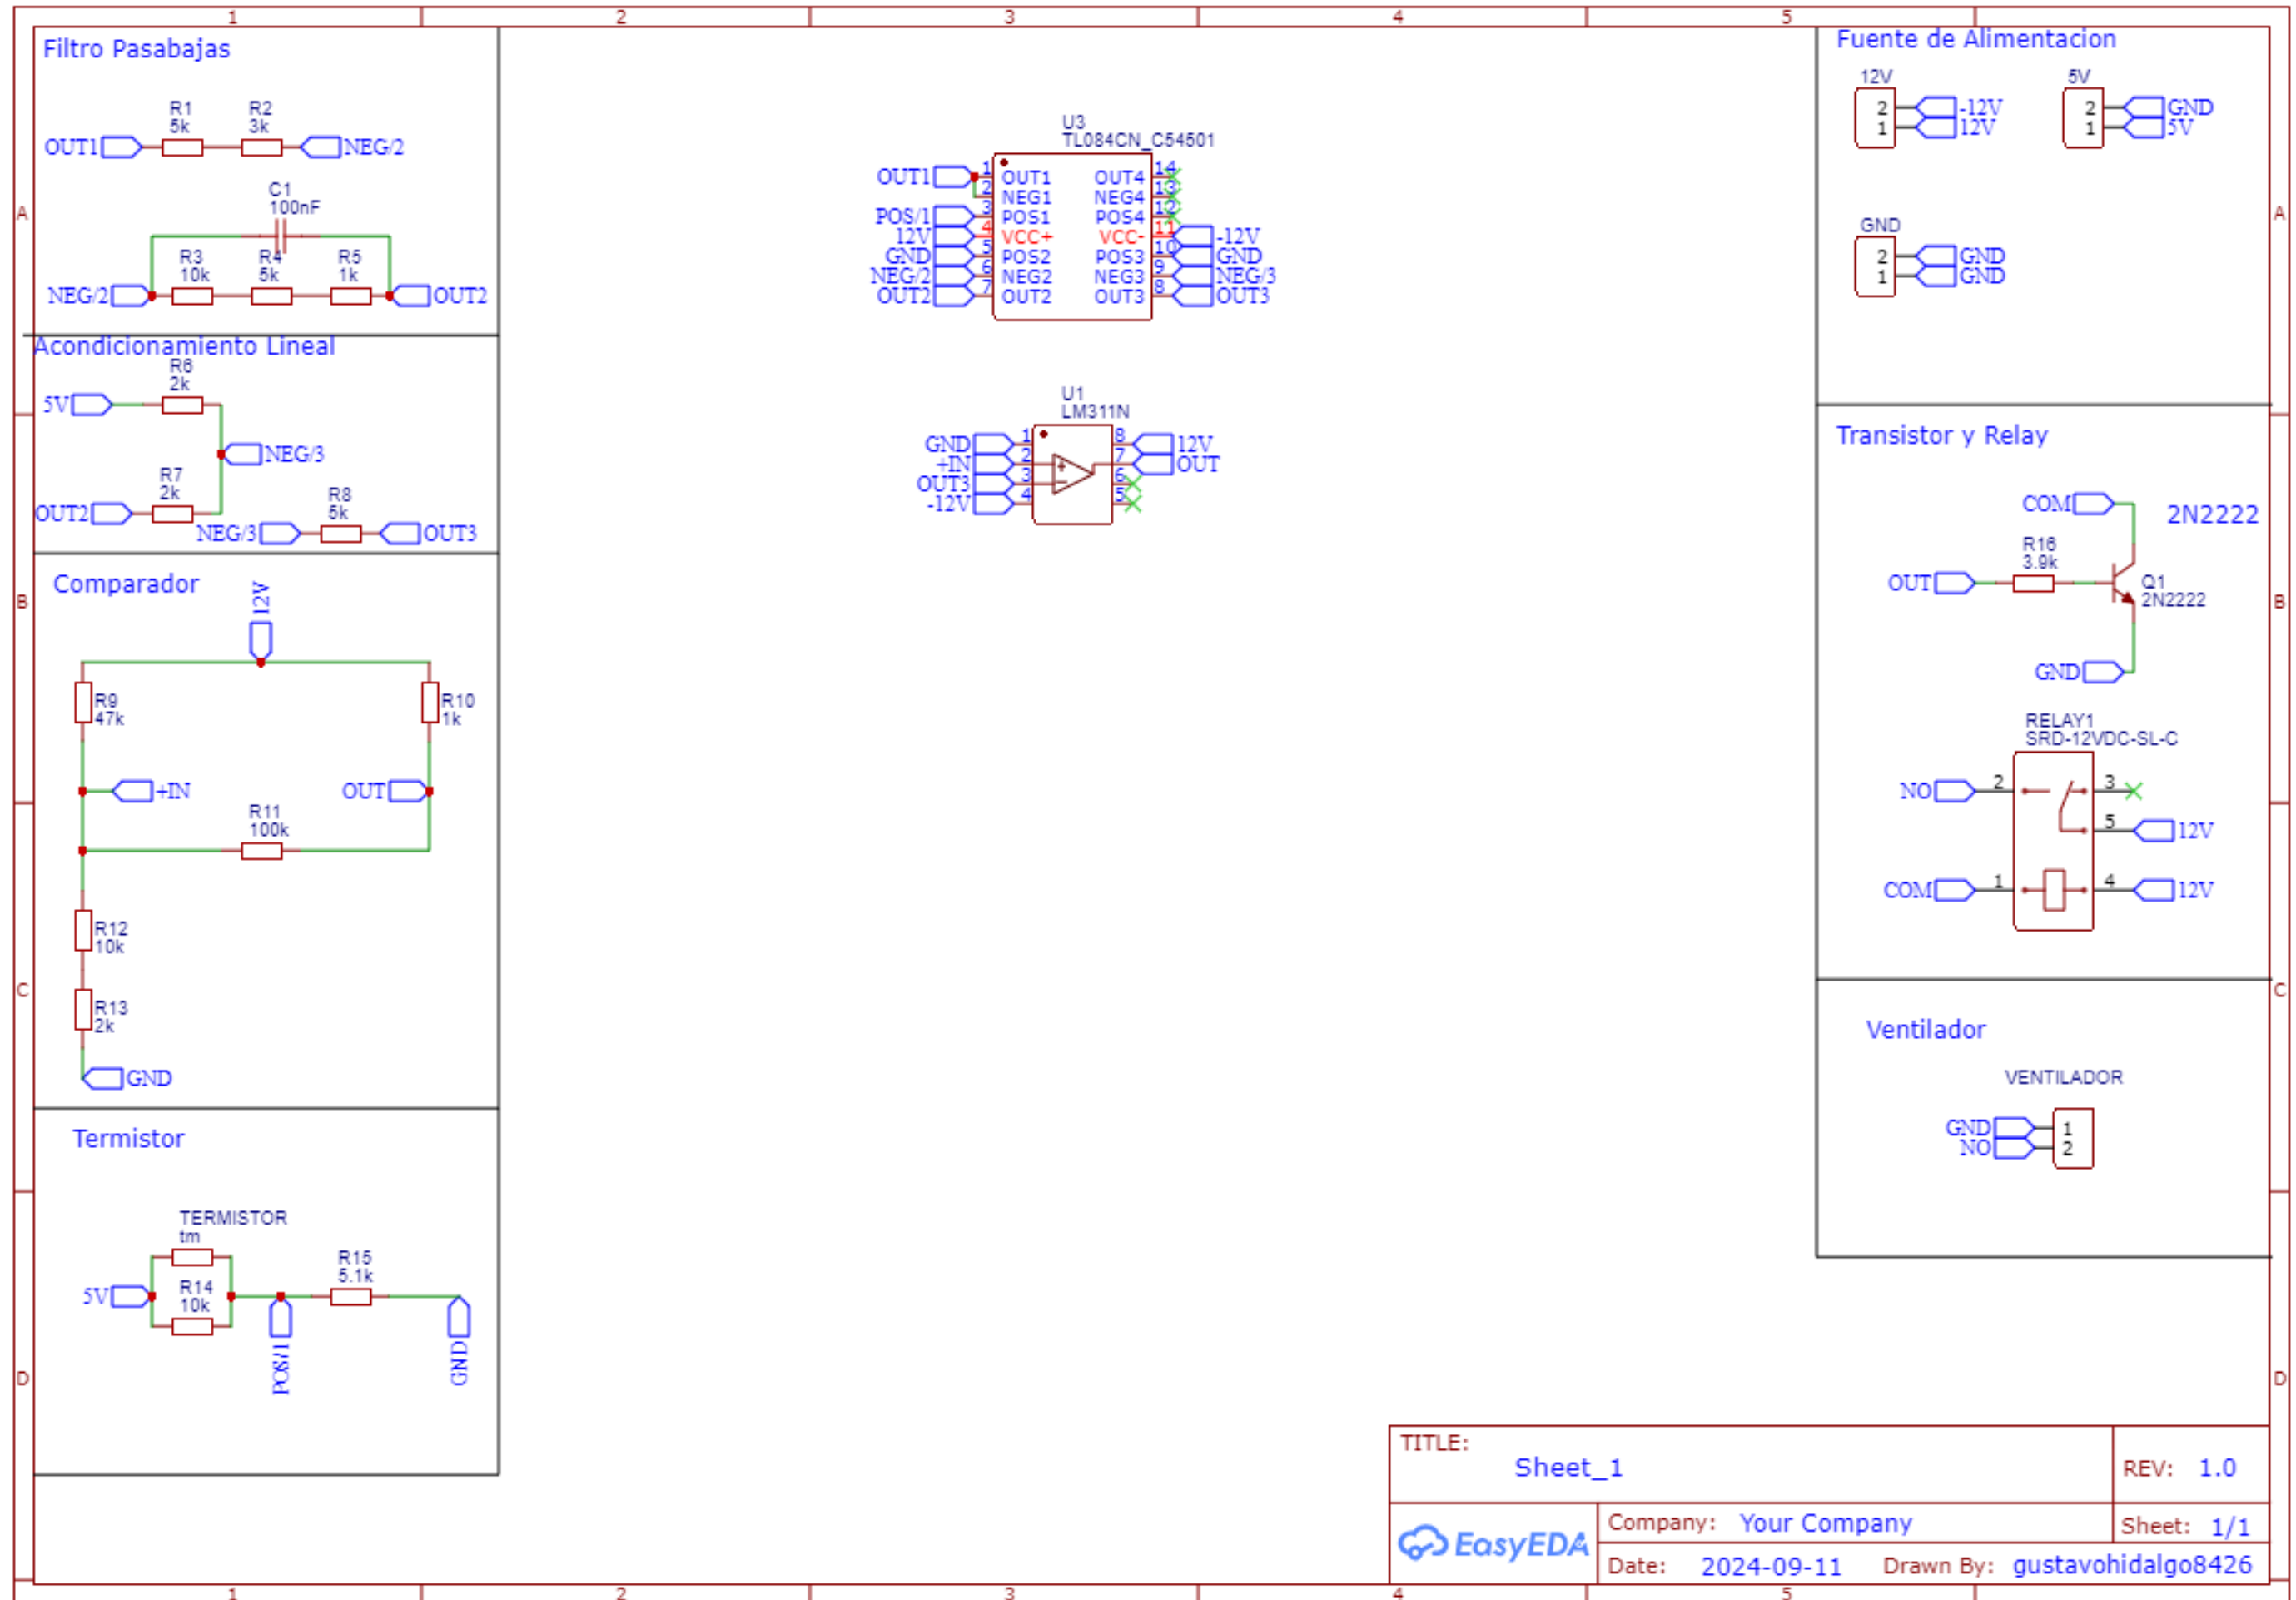 1 2 3 4 5
A
B
C
D
Filtro Pasabajas
R1
5k
R2
3k
OUT1
NEG/2
C1
100nF
R3
10k
R4
5k
R5
1k
NEG/2
OUT2
Acondicionamiento Lineal
R6
2k
5V
NEG/3
R7
2k
OUT2
R8
5k
NEG/3
OUT3
Comparador
12V
R9
47k
R10
1k
+IN
OUT
R11
100k
R12
10k
R13
2k
GND
Termistor
TERMISTOR
tm
R14
10k
5V
R15
5.1k
POS/1
GND
U3
TL084CN_C54501
OUT1 1 OUT1 OUT4 14
2 NEG1 NEG4 13
POS/1 3 POS1 POS4 12
12V 4 VCC+ VCC- 11 -12V
GND 5 POS2 POS3 10 GND
NEG/2 6 NEG2 NEG3 9 NEG/3
OUT2 7 OUT2 OUT3 8 OUT3
U1
LM311N
GND 1 8 12V
+IN 2 + 7 OUT
OUT3 3 - 6
-12V 4 5
Fuente de Alimentacion
12V
2 -12V
1 12V
5V
2 GND
1 5V
GND
2 GND
1 GND
Transistor y Relay
COM
2N2222
R16
3.9k
OUT
Q1
2N2222
GND
RELAY1
SRD-12VDC-SL-C
NO 2 3
5 12V
COM 1 4 12V
Ventilador
VENTILADOR
GND 1
NO 2
A
B
C
D
TITLE:
Sheet_1
REV: 1.0
EasyEDA
Company: Your Company
Sheet: 1/1
Date: 2024-09-11 Drawn By: gustavohidalgo8426
1 2 3 4 5